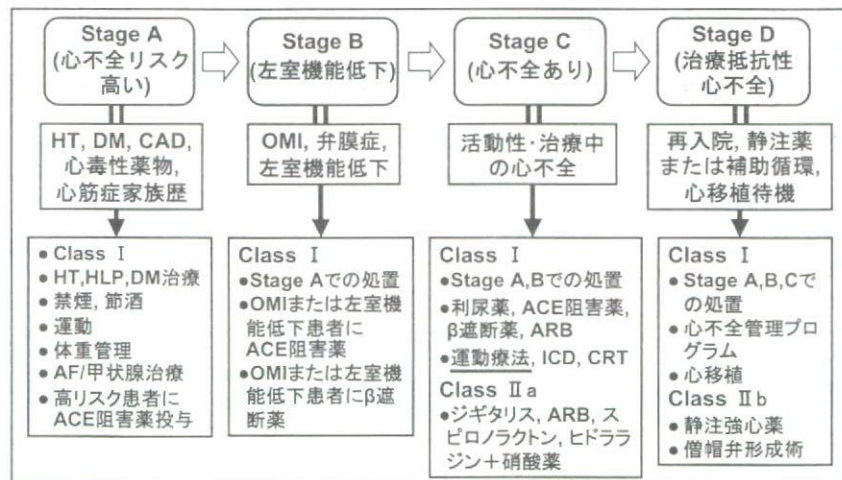 Stage A
(心不全リスク
高い)
Stage B
(左室機能低下)
Stage C
(心不全あり)
Stage D
(治療抵抗性
心不全)
HT, DM, CAD,
心毒性薬物,
心筋症家族歴
OMI, 弁膜症,
左室機能低下
活動性・治療中
の心不全
再入院, 静注薬
または補助循環,
心移植待機
● Class Ⅰ
● HT,HLP,DM治療
● 禁煙, 節酒
● 運動
● 体重管理
● AF/甲状腺治療
● 高リスク患者に
ACE阻害薬投与
Class Ⅰ
●Stage Aでの処置
●OMIまたは左室機
能低下患者に
ACE阻害薬
●OMIまたは左室機
能低下患者にβ遮
断薬
Class Ⅰ
●Stage A,Bでの処置
●利尿薬, ACE阻害薬,
β遮断薬, ARB
●運動療法, ICD, CRT
Class Ⅱa
●ジギタリス, ARB, ス
ピロノラクトン, ヒドララ
ジン＋硝酸薬
Class Ⅰ
● Stage A,B,Cで
の処置
● 心不全管理プロ
グラム
● 心移植
Class Ⅱb
● 静注強心薬
● 僧帽弁形成術